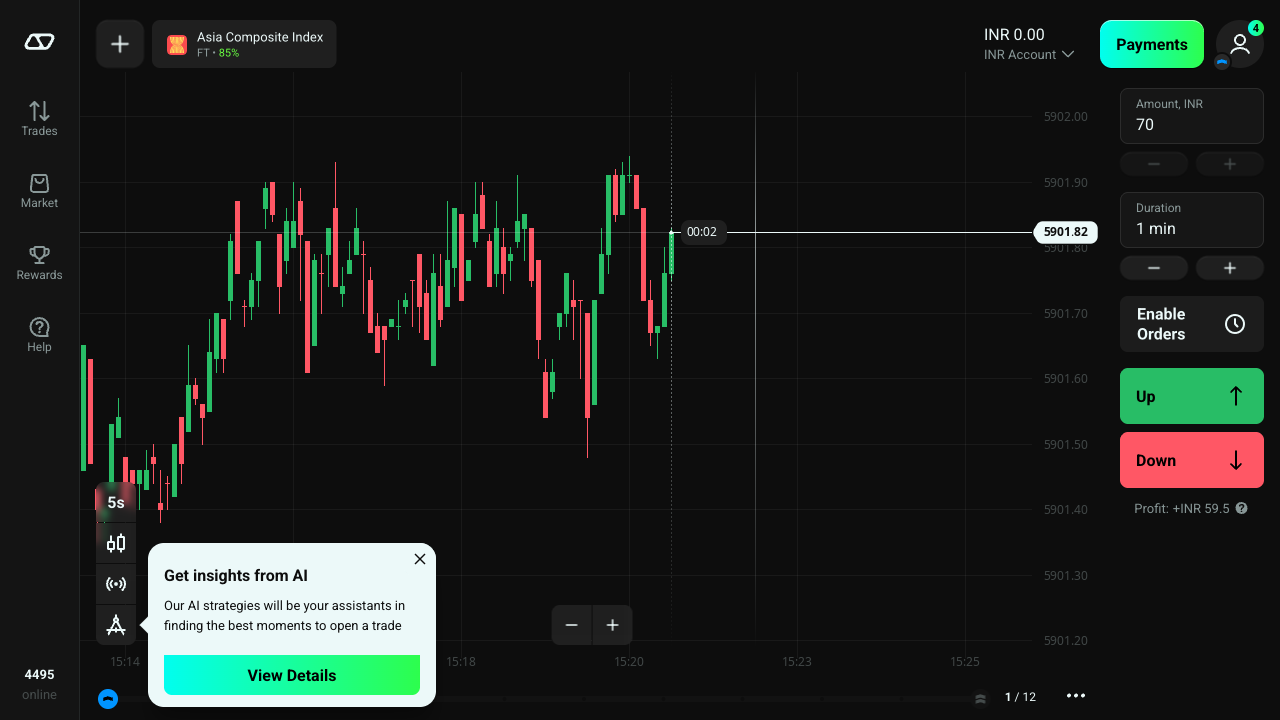 Trades
Market
Rewards
Help
4495
online
Asia Composite Index
FT • 85%
INR 0.00
INR Account
Payments
4
5902.00
5901.90
5901.82
5901.80
5901.70
5901.60
5901.50
5901.40
5901.30
5901.20
00:02
15:14
15:18
15:20
15:23
15:25
5s
Get insights from AI
Our AI strategies will be your assistants in
finding the best moments to open a trade
View Details
1 / 12
Amount, INR
70
Duration
1 min
Enable
Orders
Up
Down
Profit: +INR 59.5